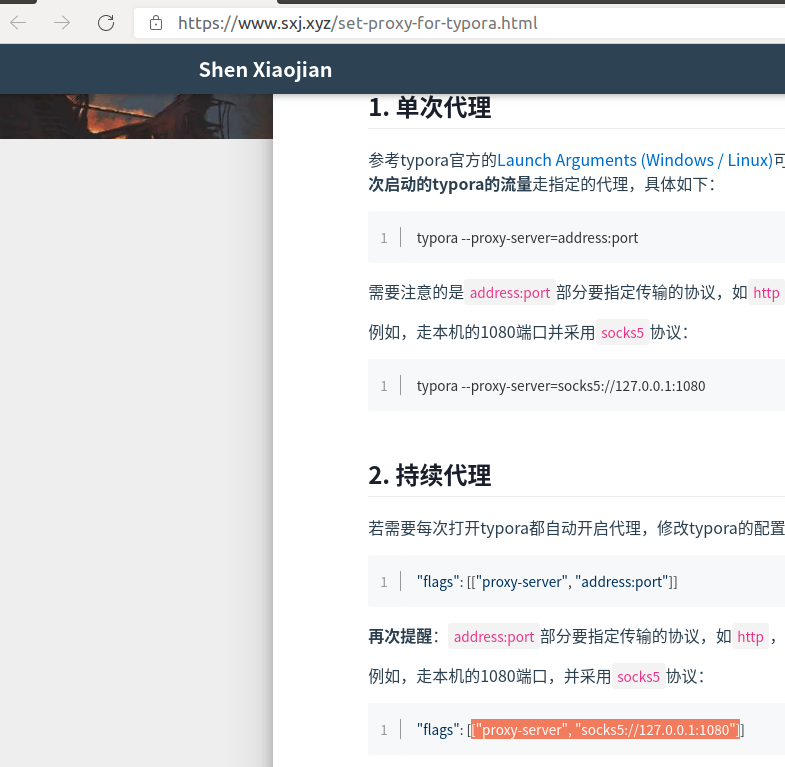 https://www.sxj.xyz/set-proxy-for-typora.html
Shen Xiaojian
1. 单次代理
参考typora官方的Launch Arguments (Windows / Linux)可
次启动的typora的流量走指定的代理，具体如下：
1 typora --proxy-server=address:port
需要注意的是 address:port 部分要指定传输的协议，如 http
例如，走本机的1080端口并采用 socks5 协议：
1 typora --proxy-server=socks5://127.0.0.1:1080
2. 持续代理
若需要每次打开typora都自动开启代理，修改typora的配置
1 "flags": [["proxy-server", "address:port"]]
再次提醒： address:port 部分要指定传输的协议，如 http ，
例如，走本机的1080端口，并采用 socks5 协议：
1 "flags": [["proxy-server", "socks5://127.0.0.1:1080"]]